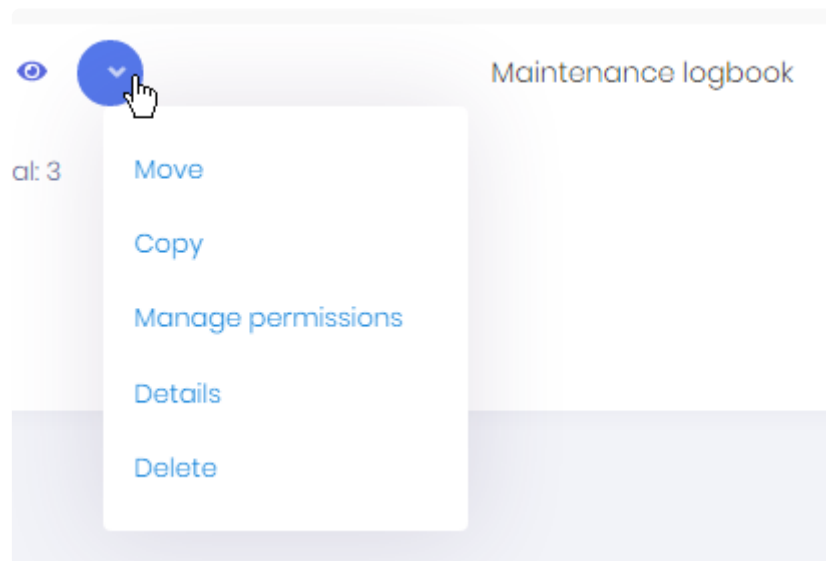 Maintenance logbook
al: 3
Move
Copy
Manage permissions
Details
Delete